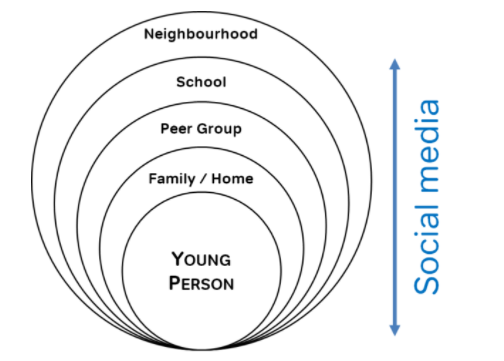 Neighbourhood
School
Peer Group
Family / Home
YOUNG
PERSON
Social media